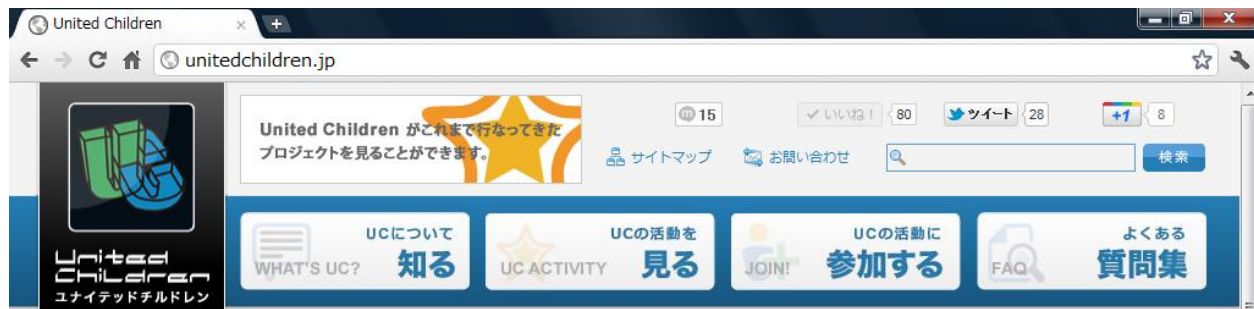 United Children
unitedchildren.jp
United Children がこれまで行なってきた
プロジェクトを見ることができます。
15
いいね！ 80
ツイート 28
+1 8
サイトマップ
お問い合わせ
検索
United
Children
ユナイテッドチルドレン
UCについて
WHAT'S UC? 知る
UCの活動を
UC ACTIVITY 見る
UCの活動に
JOIN! 参加する
よくある
FAQ 質問集